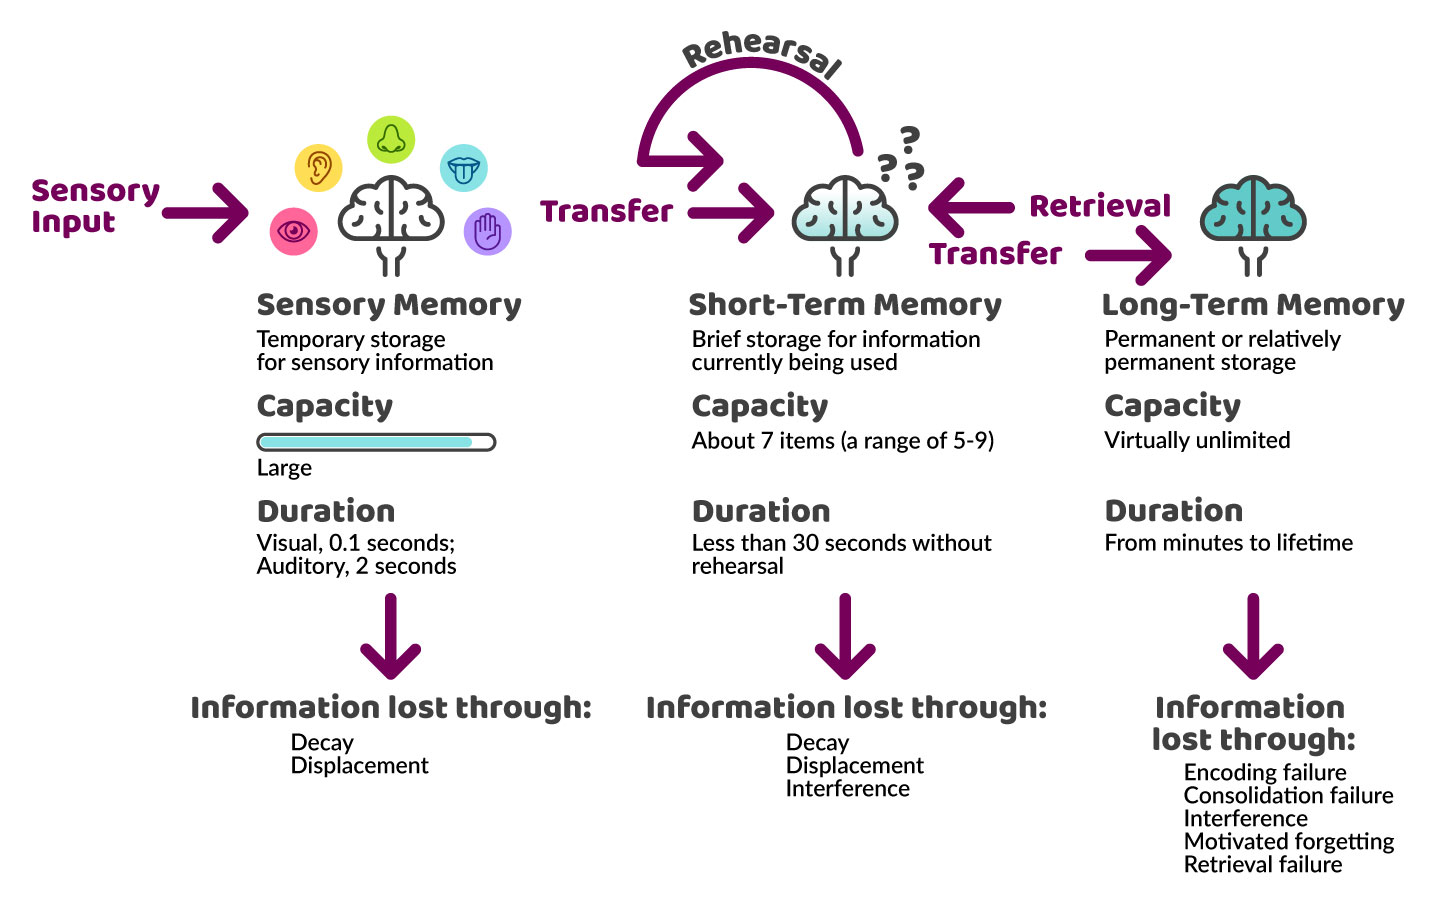 Rehearsal
? ? ?
Sensory
Input
Transfer
Retrieval
Transfer
Sensory Memory
Temporary storage
for sensory information
Capacity
Large
Duration
Visual, 0.1 seconds;
Auditory, 2 seconds
Information lost through:
Decay
Displacement
Short-Term Memory
Brief storage for information
currently being used
Capacity
About 7 items (a range of 5-9)
Duration
Less than 30 seconds without
rehearsal
Information lost through:
Decay
Displacement
Interference
Long-Term Memory
Permanent or relatively
permanent storage
Capacity
Virtually unlimited
Duration
From minutes to lifetime
Information
lost through:
Encoding failure
Consolidation failure
Interference
Motivated forgetting
Retrieval failure